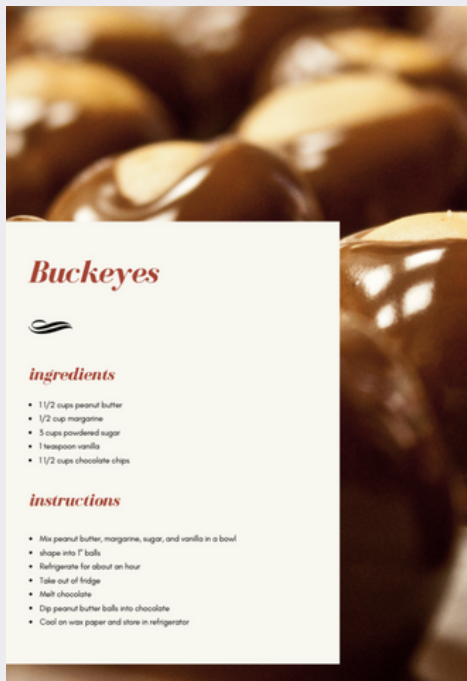 Buckeyes
ingredients
1 1/2 cups peanut butter
1/2 cup margarine
3 cups powdered sugar
1 teaspoon vanilla
1 1/2 cups chocolate chips
instructions
Mix peanut butter, margarine, sugar, and vanilla in a bowl
shape into 1" balls
Refrigerate for about an hour
Take out of fridge
Melt chocolate
Dip peanut butter balls into chocolate
Cool on wax paper and store in refrigerator